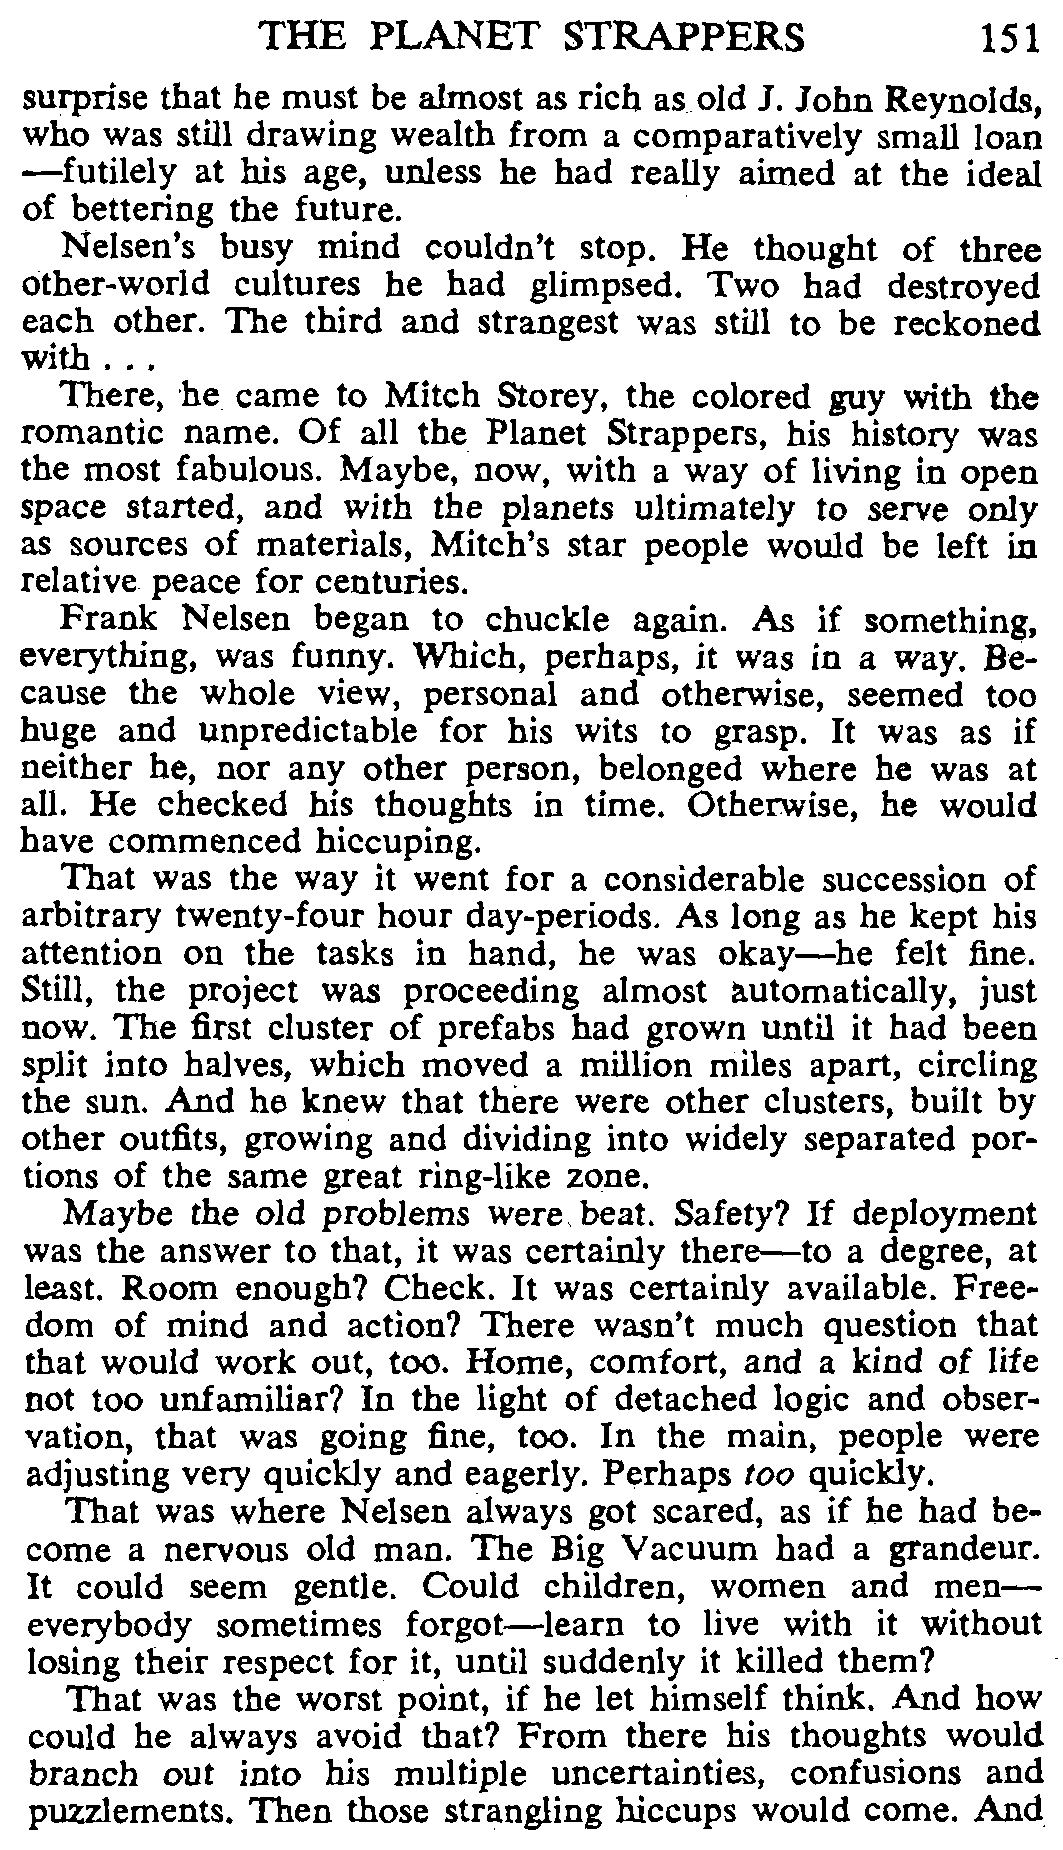 THE PLANET STRAPPERS 151
surprise that he must be almost as rich as old J. John Reynolds,
who was still drawing wealth from a comparatively small loan
—futilely at his age, unless he had really aimed at the ideal
of bettering the future.
Nelsen's busy mind couldn't stop. He thought of three
other-world cultures he had glimpsed. Two had destroyed
each other. The third and strangest was still to be reckoned
with . . .
There, he came to Mitch Storey, the colored guy with the
romantic name. Of all the Planet Strappers, his history was
the most fabulous. Maybe, now, with a way of living in open
space started, and with the planets ultimately to serve only
as sources of materials, Mitch's star people would be left in
relative peace for centuries.
Frank Nelsen began to chuckle again. As if something,
everything, was funny. Which, perhaps, it was in a way. Be-
cause the whole view, personal and otherwise, seemed too
huge and unpredictable for his wits to grasp. It was as if
neither he, nor any other person, belonged where he was at
all. He checked his thoughts in time. Otherwise, he would
have commenced hiccuping.
That was the way it went for a considerable succession of
arbitrary twenty-four hour day-periods. As long as he kept his
attention on the tasks in hand, he was okay—he felt fine.
Still, the project was proceeding almost automatically, just
now. The first cluster of prefabs had grown until it had been
split into halves, which moved a million miles apart, circling
the sun. And he knew that there were other clusters, built by
other outfits, growing and dividing into widely separated por-
tions of the same great ring-like zone.
Maybe the old problems were beat. Safety? If deployment
was the answer to that, it was certainly there—to a degree, at
least. Room enough? Check. It was certainly available. Free-
dom of mind and action? There wasn't much question that
that would work out, too. Home, comfort, and a kind of life
not too unfamiliar? In the light of detached logic and obser-
vation, that was going fine, too. In the main, people were
adjusting very quickly and eagerly. Perhaps too quickly.
That was where Nelsen always got scared, as if he had be-
come a nervous old man. The Big Vacuum had a grandeur.
It could seem gentle. Could children, women and men—
everybody sometimes forgot—learn to live with it without
losing their respect for it, until suddenly it killed them?
That was the worst point, if he let himself think. And how
could he always avoid that? From there his thoughts would
branch out into his multiple uncertainties, confusions and
puzzlements. Then those strangling hiccups would come. And